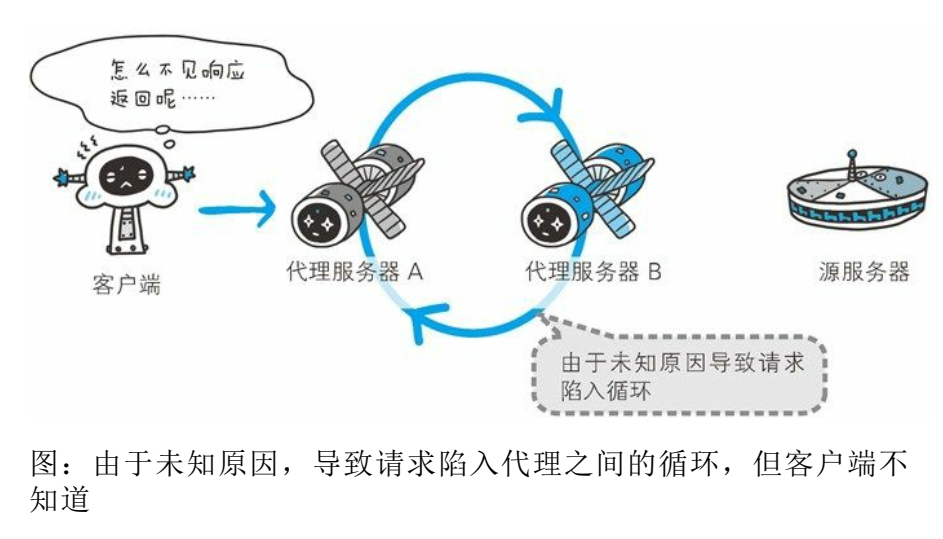 怎么不见响应
返回呢……
客户端
代理服务器 A
代理服务器 B
源服务器
由于未知原因导致请求
陷入循环
图：由于未知原因，导致请求陷入代理之间的循环，但客户端不
知道